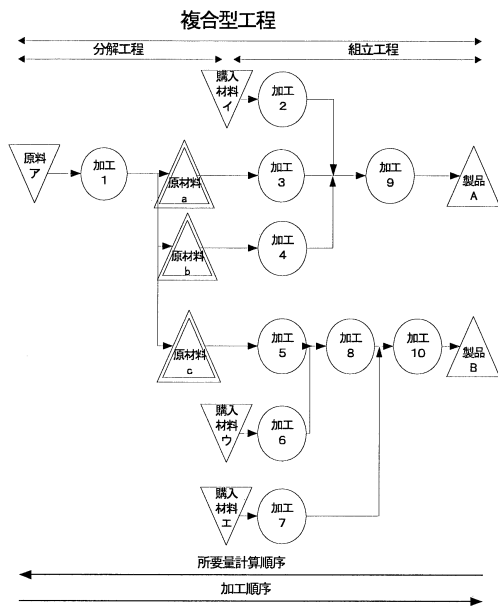 複合型工程
分解工程
組立工程
購入
材料
イ
加工
2
原料
ア
加工
1
原材料
a
加工
3
加工
9
製品
A
原材料
b
加工
4
原材料
c
加工
5
加工
8
加工
10
製品
B
購入
材料
ウ
加工
6
購入
材料
エ
加工
7
所要量計算順序
加工順序